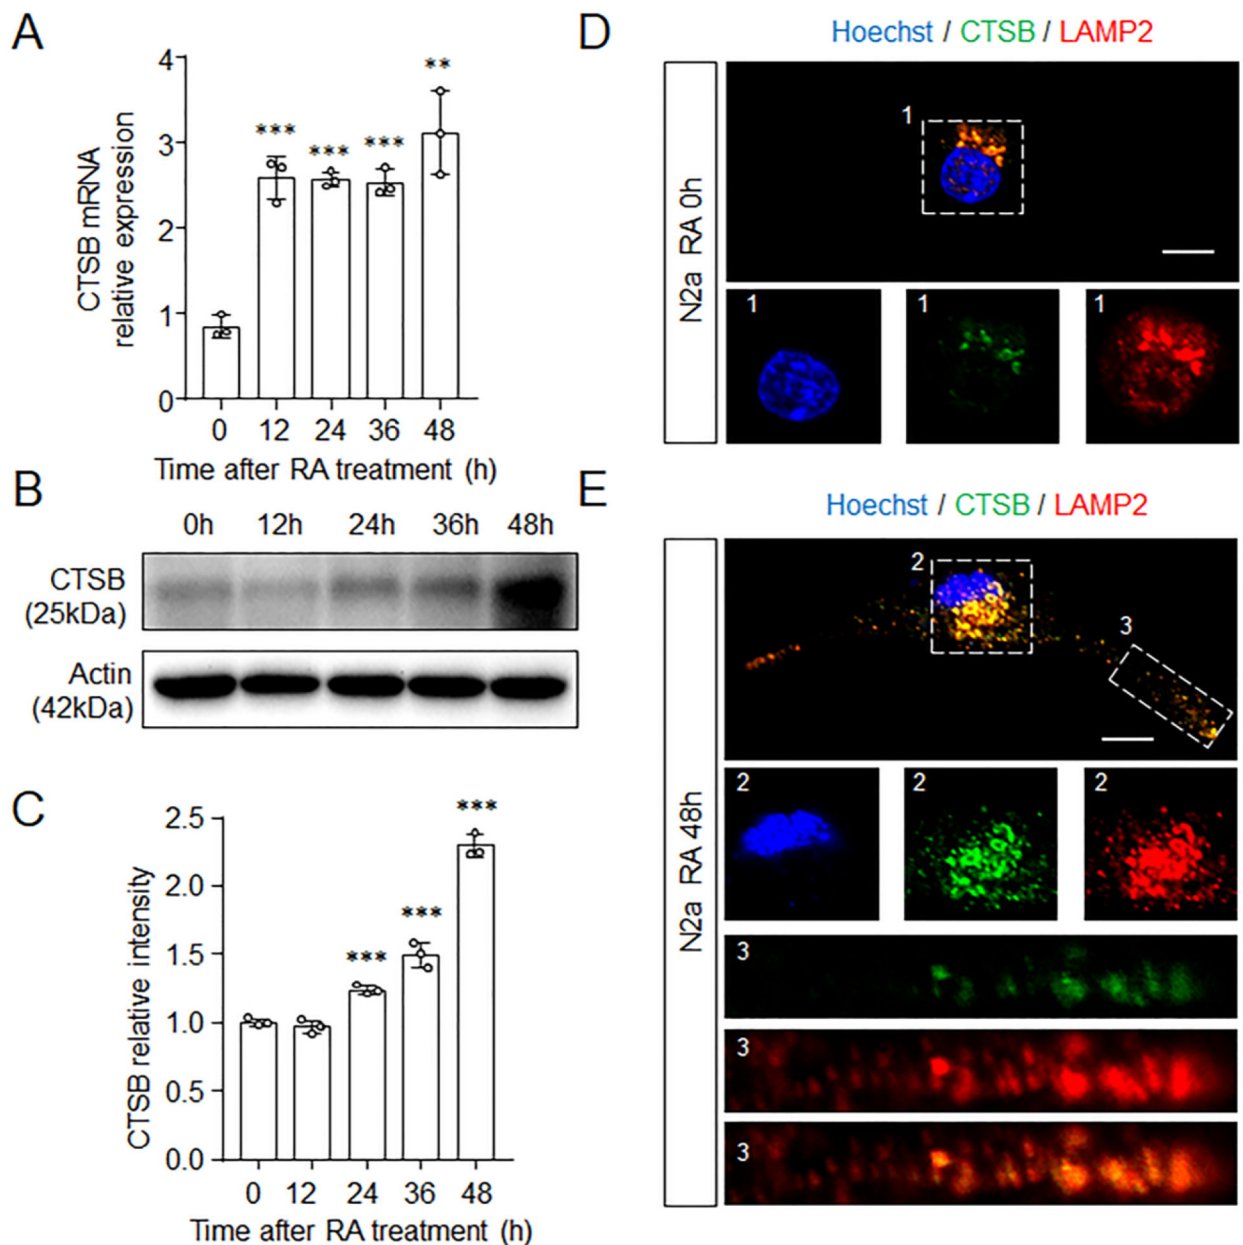 A
CTSB mRNA
relative expression
4
3
2
1
0
***
***
***
**
0 12 24 36 48
Time after RA treatment (h)
B
0h 12h 24h 36h 48h
CTSB
(25kDa)
Actin
(42kDa)
C
CTSB relative intensity
2.5
2.0
1.5
1.0
0.5
0.0
***
***
***
0 12 24 36 48
Time after RA treatment (h)
D
Hoechst / CTSB / LAMP2
N2a RA 0h
1
1 1 1
E
Hoechst / CTSB / LAMP2
N2a RA 48h
2
3
2 2 2
3
3
3